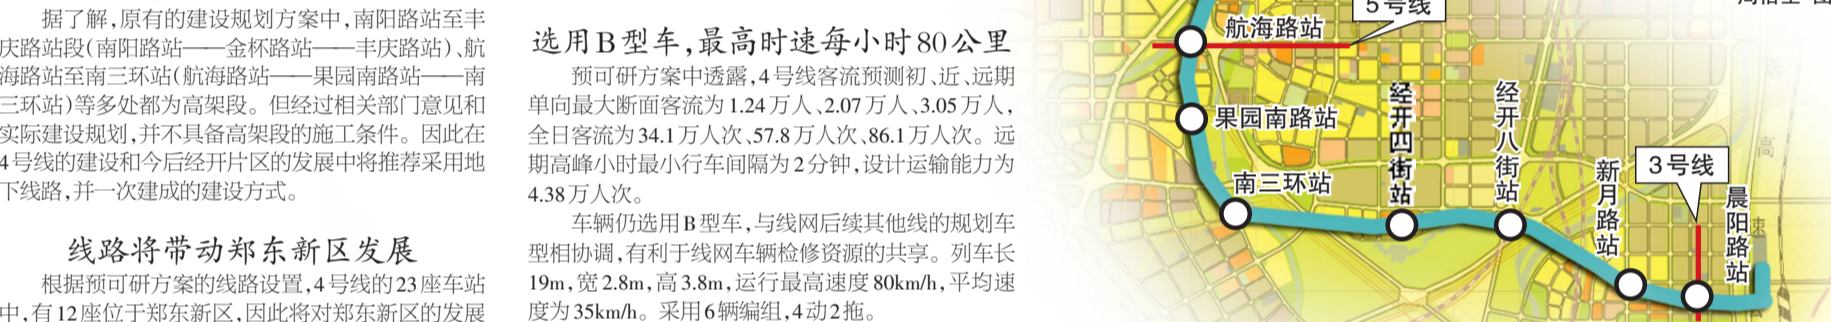 据了解，原有的建设规划方案中，南阳路站至丰
庆路站段(南阳路站——金杯路站——丰庆路站)、航
海路站至南三环站(航海路站——果园南路站——南
三环站)等多处都为高架段。但经过相关部门意见和
实际建设规划，并不具备高架段的施工条件。因此在
4号线的建设和今后经开片区的发展中将推荐采用地
下线路，并一次建成的建设方式。
线路将带动郑东新区发展
根据预可研方案的线路设置，4号线的23座车站
中，有12座位于郑东新区，因此将对郑东新区的发展
选用B型车，最高时速每小时80公里
预可研方案中透露，4号线客流预测初、近、远期
单向最大断面客流为1.24万人、2.07万人、3.05万人，
全日客流为34.1万人次、57.8万人次、86.1万人次。远
期高峰小时最小行车间隔为2分钟，设计运输能力为
4.38万人次。
车辆仍选用B型车，与线网后续其他线的规划车
型相协调，有利于线网车辆检修资源的共享。列车长
19m，宽2.8m，高3.8m，运行最高速度80km/h，平均速
度为35km/h。采用6辆编组，4动2拖。
5号线
航海路站
果园南路站
南三环站
经开四街站
经开八街站
新月路站
3号线
晨阳路站
高
速